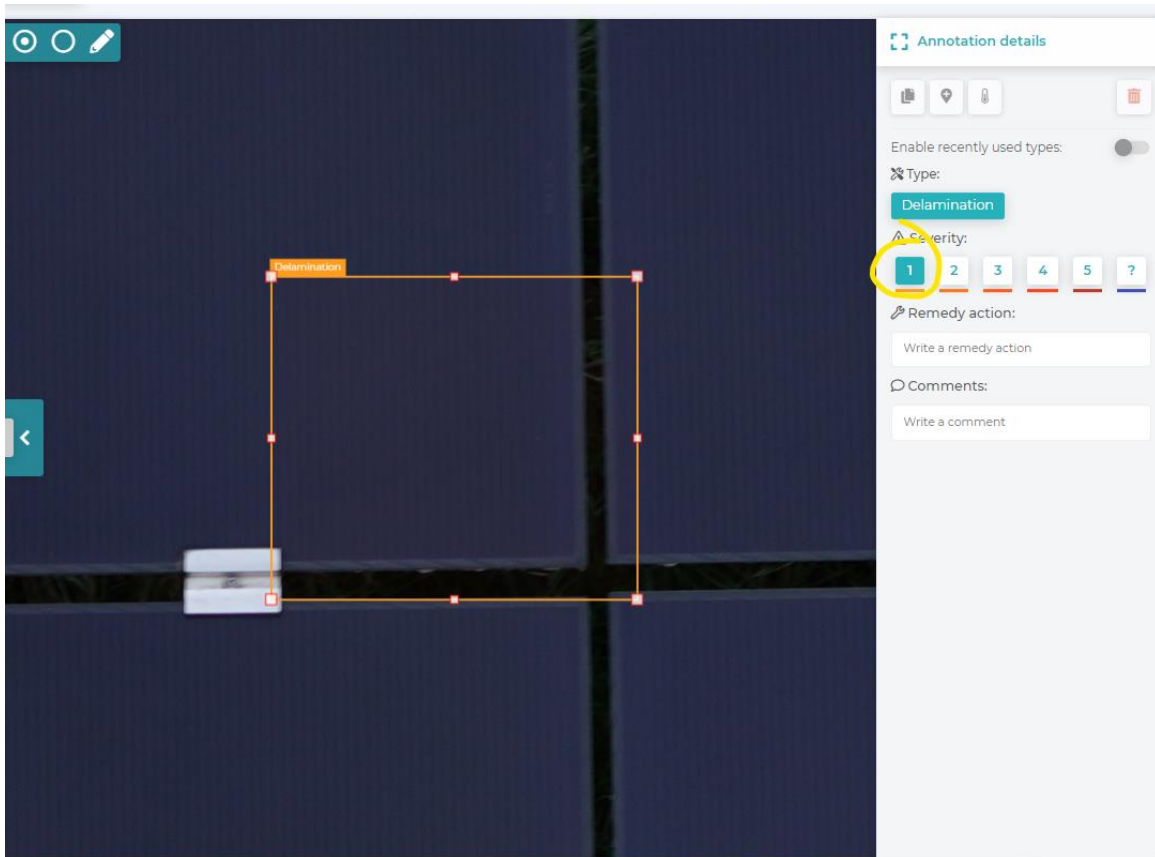 Annotation details
Enable recently used types:
Type:
Delamination
Severity:
Delamination
1 2 3 4 5 ?
Remedy action:
Write a remedy action
Comments:
Write a comment